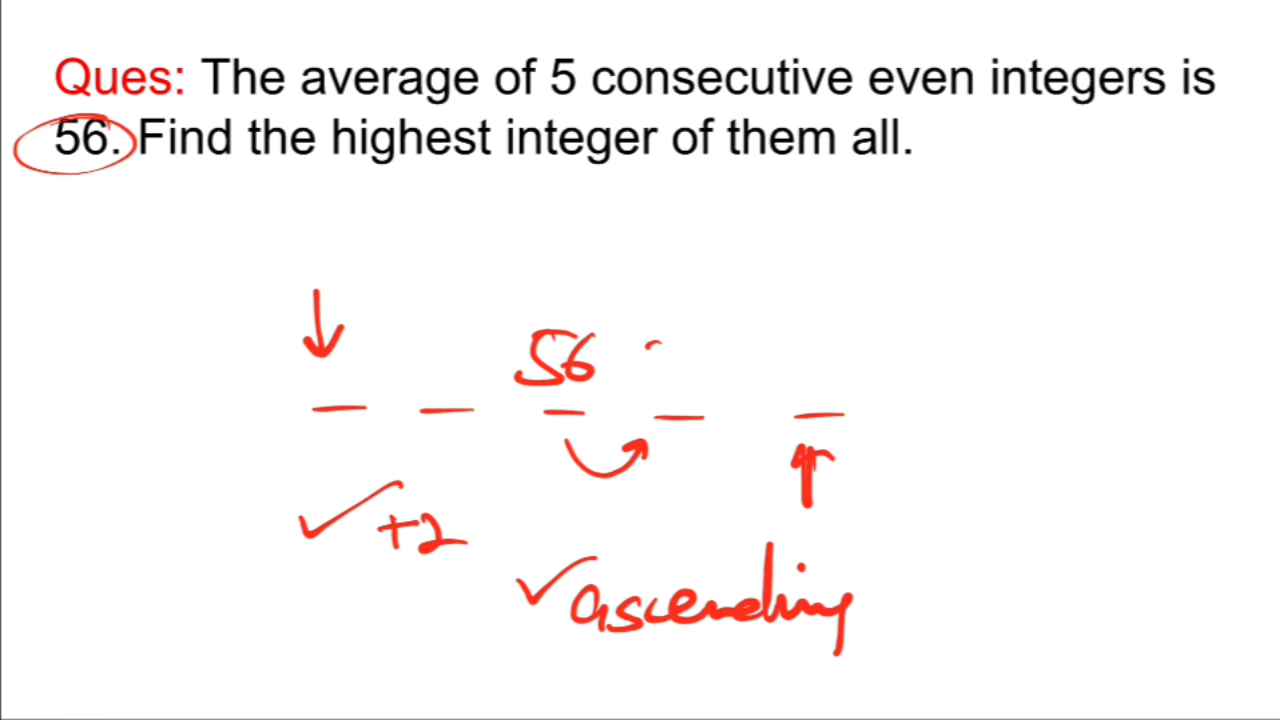 Ques: The average of 5 consecutive even integers is
56. Find the highest integer of them all.
56
+2
ascending